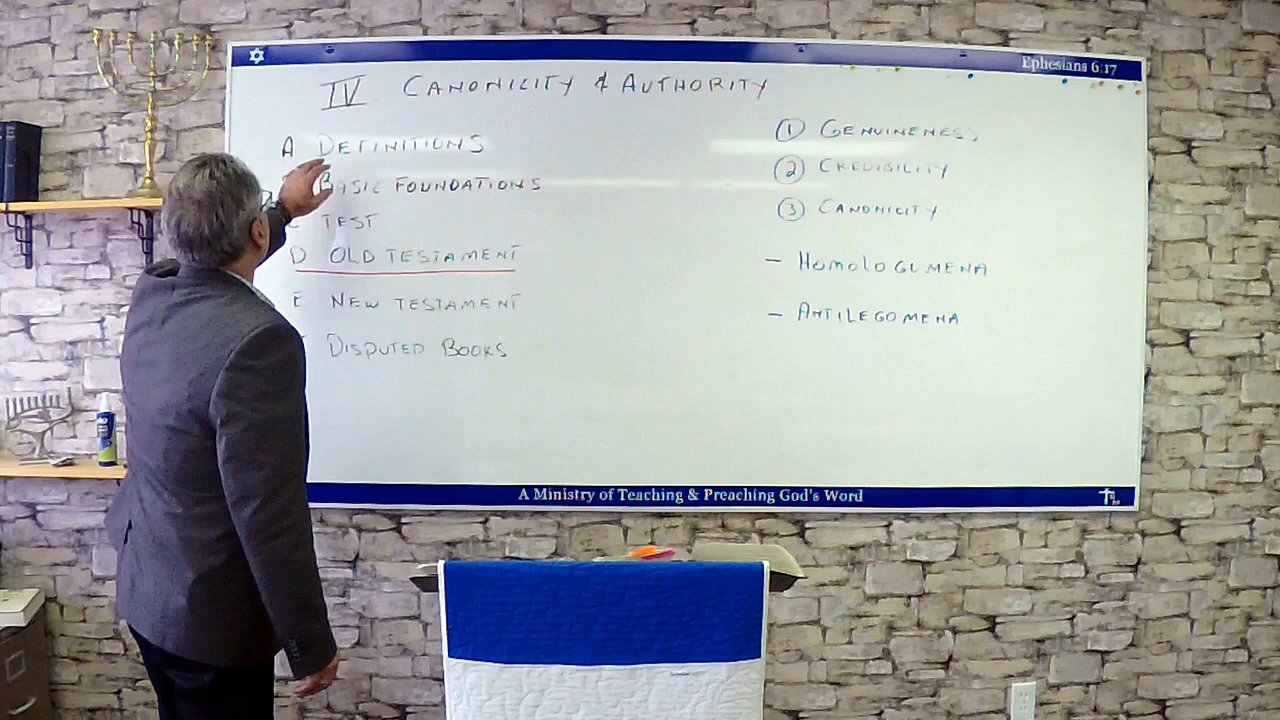 Ephesians 6:17
IV CANONICITY & AUTHORITY
A DEFINITIONS
BASIC FOUNDATIONS
C TEST
D OLD TESTAMENT
E NEW TESTAMENT
DISPUTED BOOKS
1 GENUINENESS
2 CREDIBILITY
3 CANONICITY
- HOMOLOGUMENA
- ANTILEGOMENA
A Ministry of Teaching & Preaching God's Word